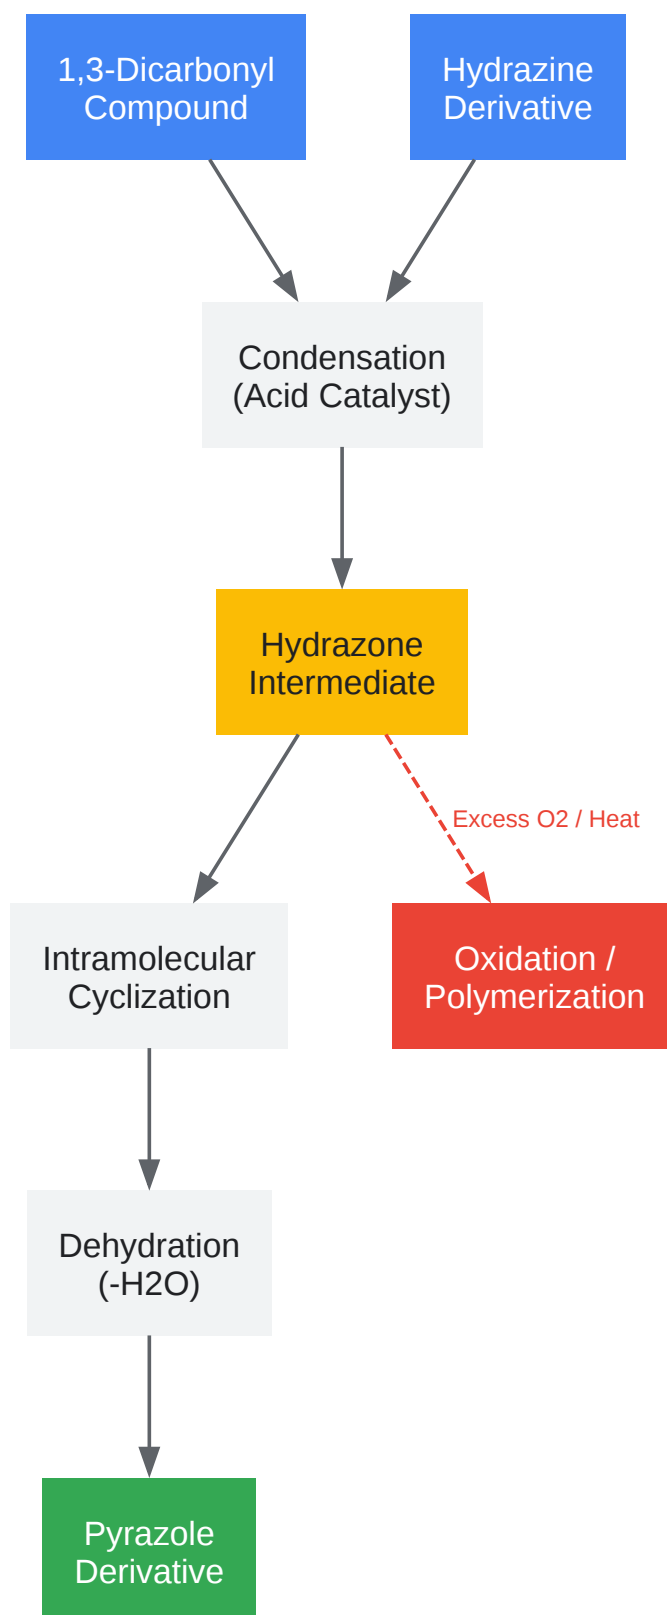 1,3-Dicarbonyl
Compound
Hydrazine
Derivative
Condensation
(Acid Catalyst)
Hydrazone
Intermediate
Excess O2 / Heat
Intramolecular
Cyclization
Oxidation /
Polymerization
Dehydration
(-H2O)
Pyrazole
Derivative